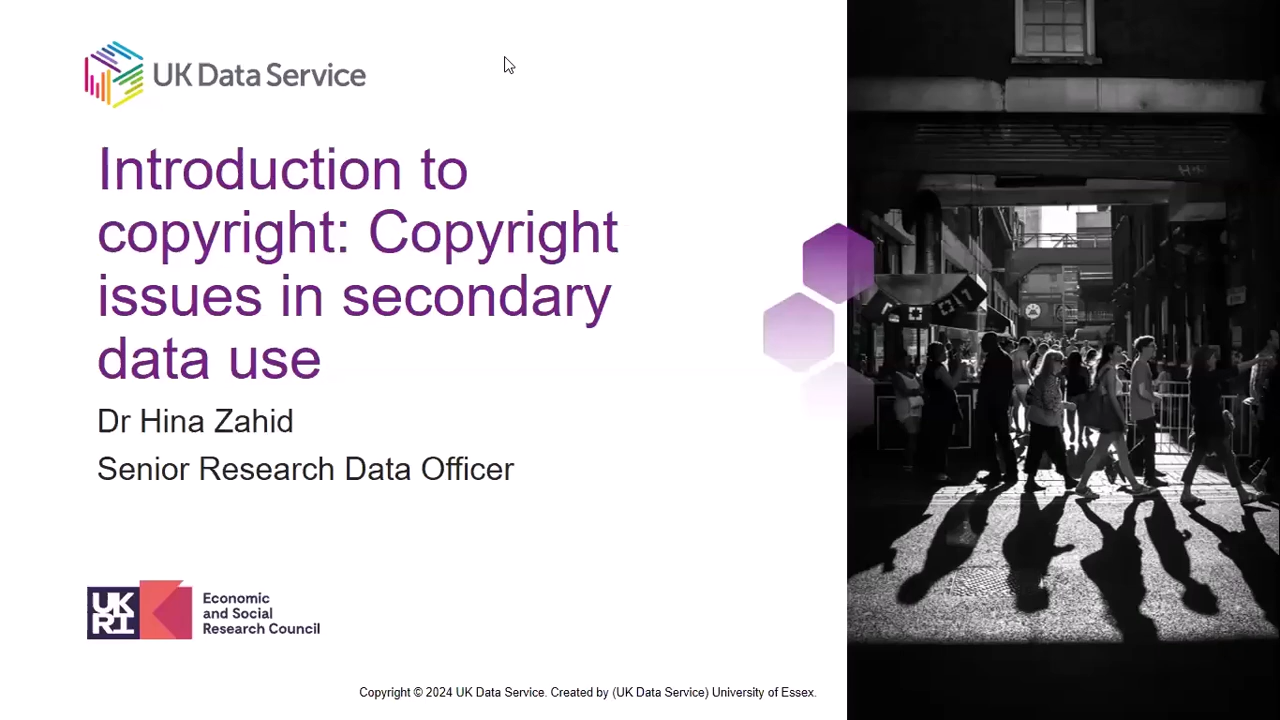 UK Data Service
Introduction to
copyright: Copyright
issues in secondary
data use
Dr Hina Zahid
Senior Research Data Officer
UK
RI
Economic
and Social
Research Council
Copyright © 2024 UK Data Service. Created by (UK Data Service) University of Essex.